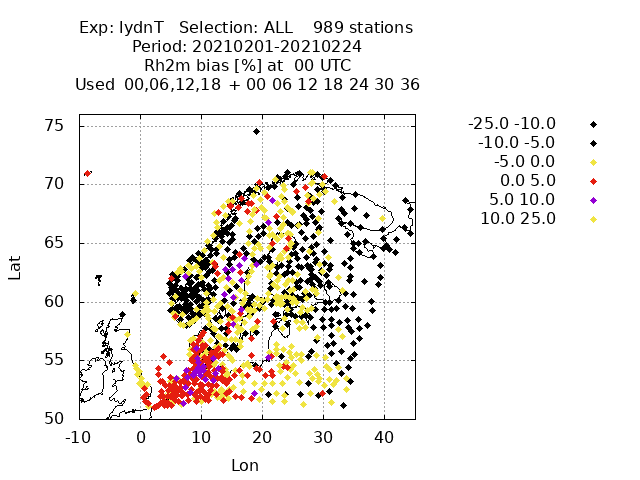 Exp: lydnT   Selection: ALL    989 stations
Period: 20210201-20210224
Rh2m bias [%] at  00 UTC
Used  00,06,12,18  + 00 06 12 18 24 30 36
-25.0 -10.0
-10.0 -5.0
-5.0 0.0
0.0 5.0
5.0 10.0
10.0 25.0
75
70
65
60
55
50
Lat
-10 0 10 20 30 40
Lon